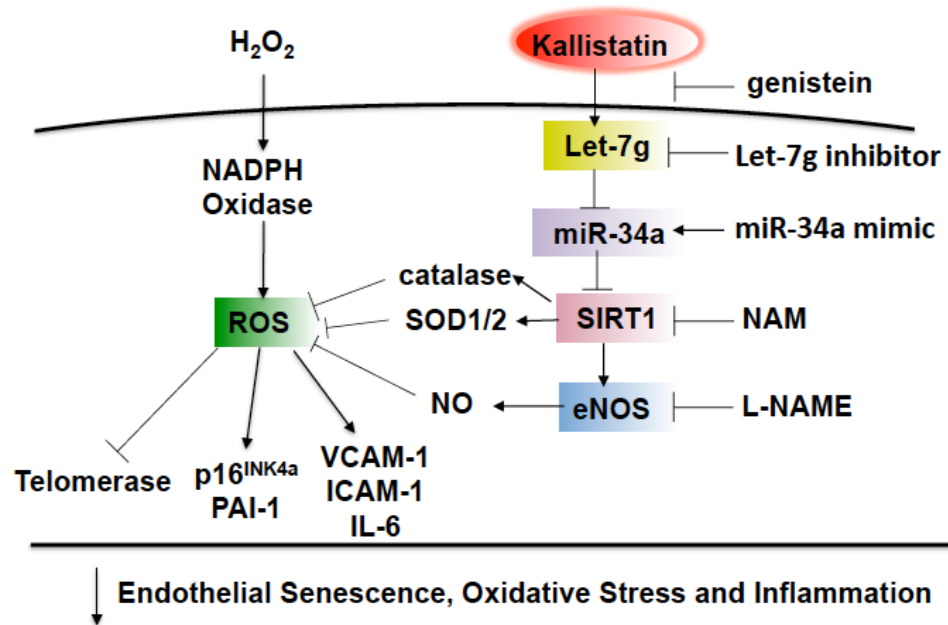 H₂O₂
Kallistatin
genistein
Let-7g
Let-7g inhibitor
NADPH
Oxidase
miR-34a
miR-34a mimic
catalase
ROS
SOD1/2
SIRT1
NAM
NO
eNOS
L-NAME
Telomerase
p16ᴵᴺᴷ⁴ᵃ
PAI-1
VCAM-1
ICAM-1
IL-6
Endothelial Senescence, Oxidative Stress and Inflammation